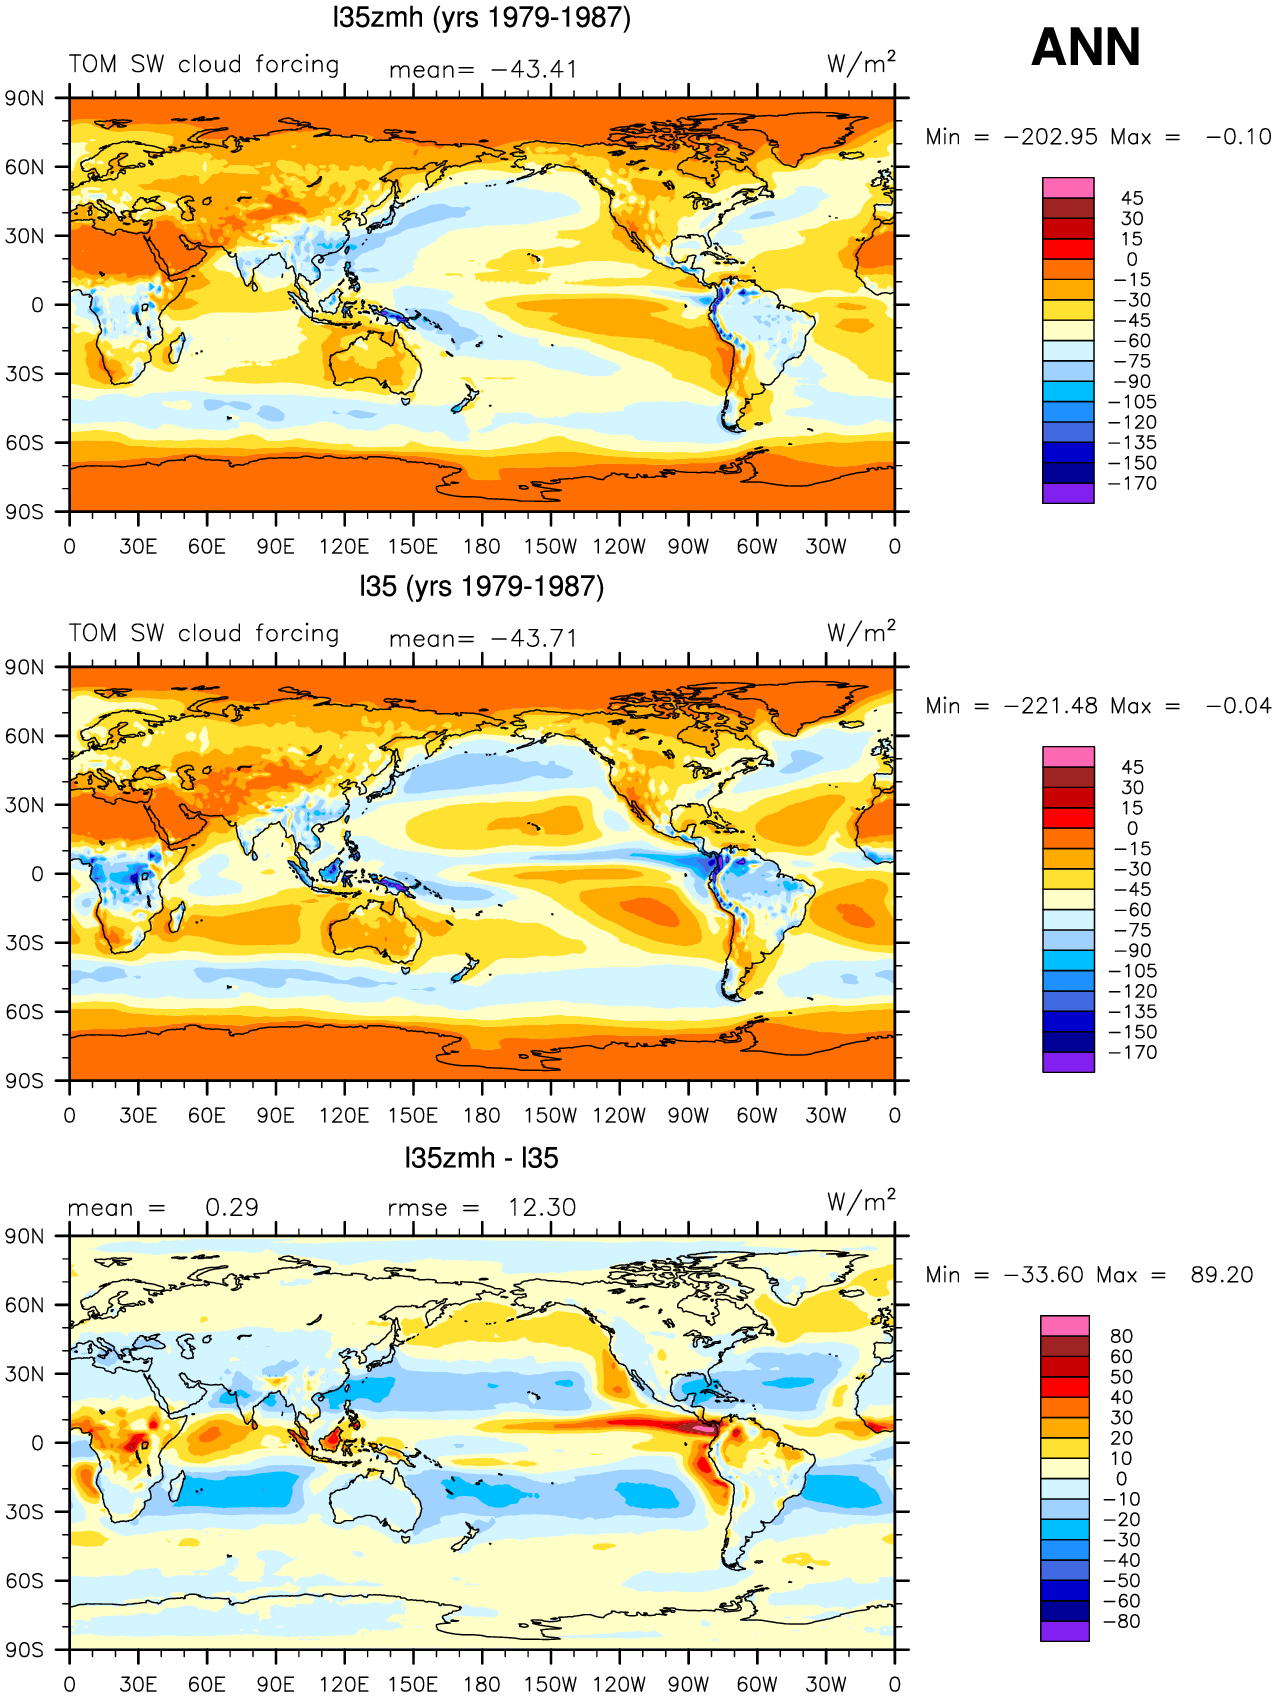 l35zmh (yrs 1979-1987)
ANN
TOM SW cloud forcing mean= −43.41 W/m2
Min = −202.95 Max = −0.10
90N
60N
30N
0
30S
60S
90S
0 30E 60E 90E 120E 150E 180 150W 120W 90W 60W 30W 0
45
30
15
0
−15
−30
−45
−60
−75
−90
−105
−120
−135
−150
−170
l35 (yrs 1979-1987)
TOM SW cloud forcing mean= −43.71 W/m2
Min = −221.48 Max = −0.04
90N
60N
30N
0
30S
60S
90S
0 30E 60E 90E 120E 150E 180 150W 120W 90W 60W 30W 0
45
30
15
0
−15
−30
−45
−60
−75
−90
−105
−120
−135
−150
−170
l35zmh - l35
mean = 0.29 rmse = 12.30 W/m2
Min = −33.60 Max = 89.20
90N
60N
30N
0
30S
60S
90S
0 30E 60E 90E 120E 150E 180 150W 120W 90W 60W 30W 0
80
60
50
40
30
20
10
0
−10
−20
−30
−40
−50
−60
−80